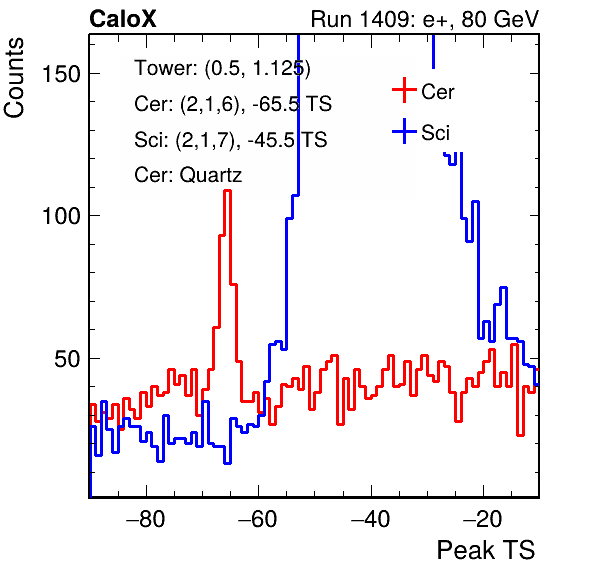 CaloX Run 1409: e+, 80 GeV
Counts
Tower: (0.5, 1.125)
Cer: (2,1,6), -65.5 TS
Sci: (2,1,7), -45.5 TS
Cer: Quartz
Cer
Sci
150
100
50
−80 −60 −40 −20
Peak TS